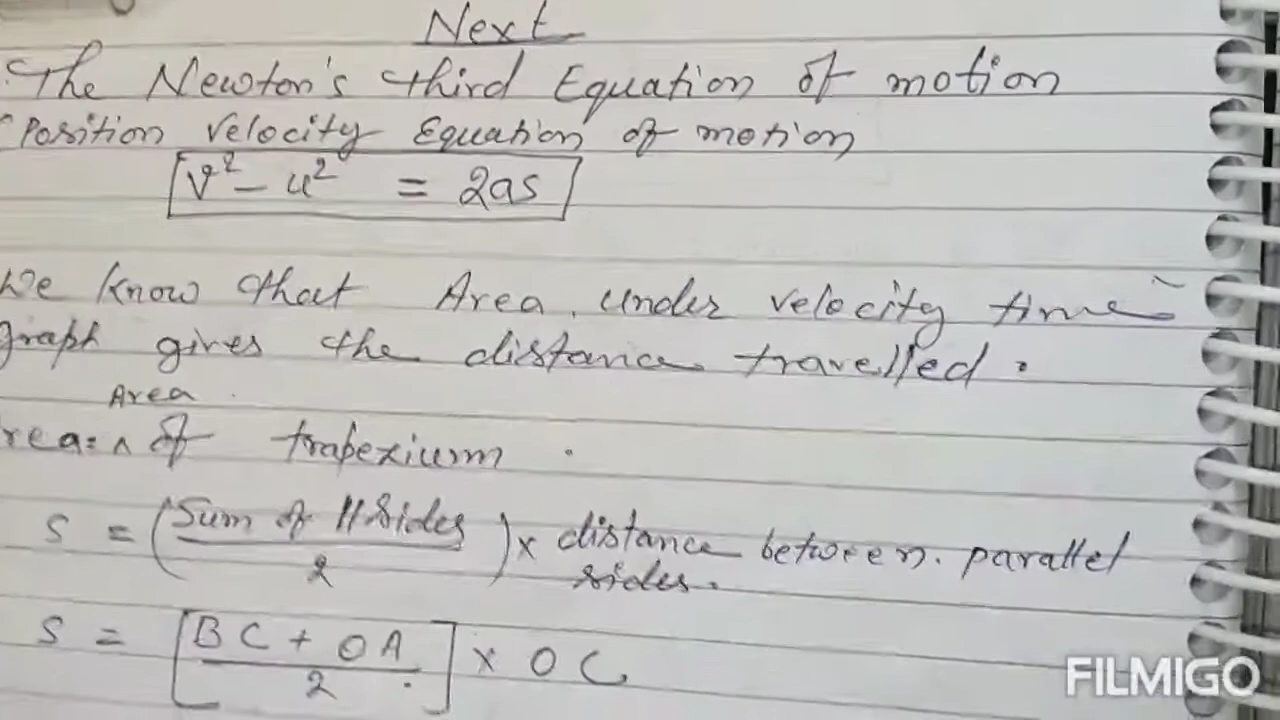 Next
The Newton's third Equation of motion
Position velocity Equation of motion
v² - u² = 2as
We know that Area under velocity time
graph gives the distance travelled.
Area
rea = ^ of trapexium.
S = (Sum of 11 sides / 2) × distance between parallel
sides.
S = [BC + OA / 2] × OC
FILMIGO